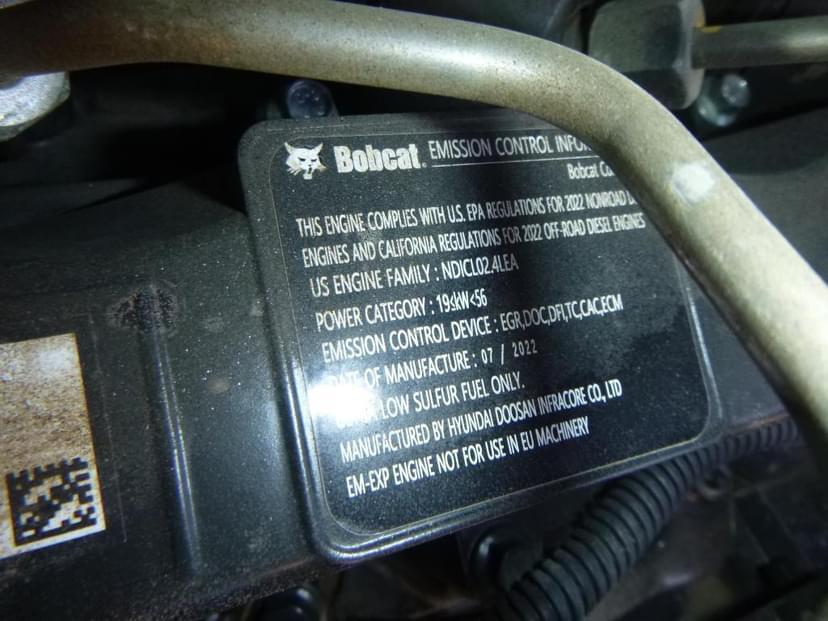 Bobcat. EMISSION CONTROL
Bobcat
THIS ENGINE COMPLIES WITH U.S. EPA REGULATIONS FOR 2022 NONROAD
ENGINES AND CALIFORNIA REGULATIONS FOR 2022 OFF-ROAD DIESEL ENGINES
US ENGINE FAMILY : NDICL02.4LEA
POWER CATEGORY : 19≤kW<56
EMISSION CONTROL DEVICE : EGR,DOC,DFI,TC,CAC,ECM
DATE OF MANUFACTURE : 07 / 2022
LOW SULFUR FUEL ONLY.
MANUFACTURED BY HYUNDAI DOOSAN INFRACORE CO., LTD
EM-EXP ENGINE NOT FOR USE IN EU MACHINERY